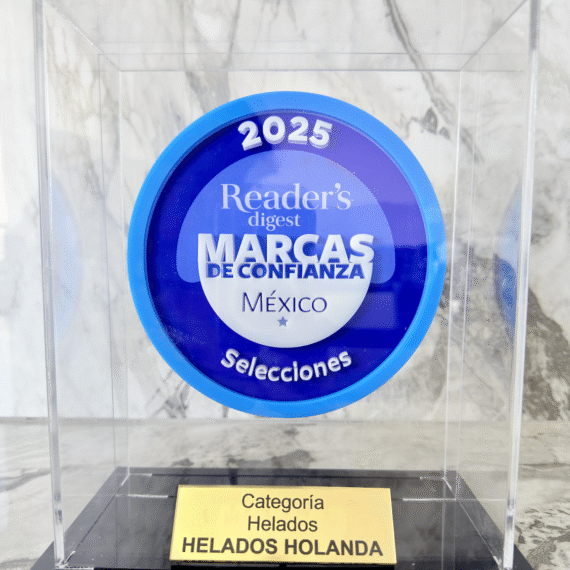 2025
Reader's
digest
MARCAS
DE CONFIANZA
MÉXICO
Selecciones
Categoría
Helados
HELADOS HOLANDA